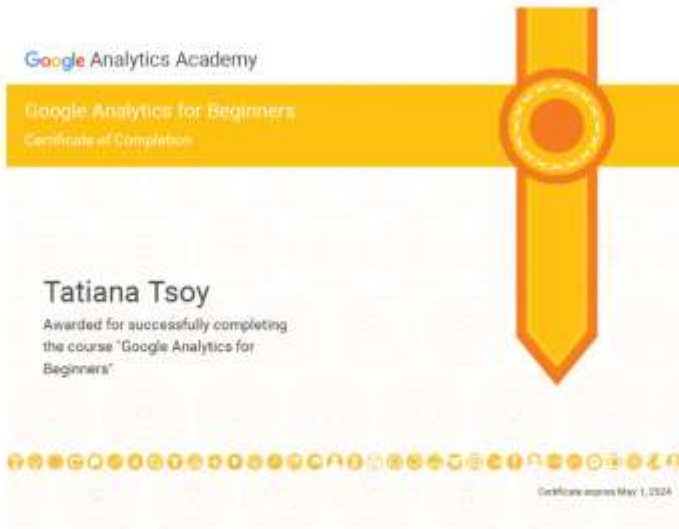 Google Analytics Academy
Google Analytics for Beginners
Certificate of Completion
Tatiana Tsoy
Awarded for successfully completing
the course "Google Analytics for
Beginners"
Certificate expires May 1, 2024